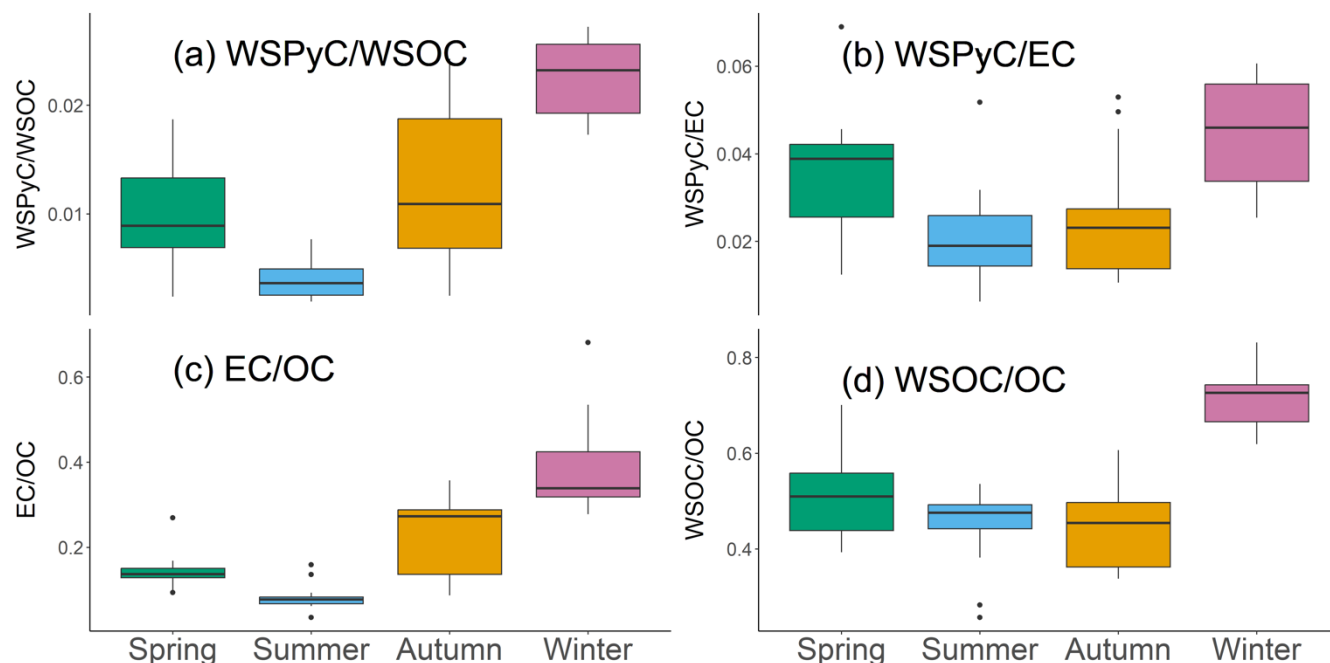 (a) WSPyC/WSOC
WSPyC/WSOC
0.02
0.01
(b) WSPyC/EC
WSPyC/EC
0.06
0.04
0.02
(c) EC/OC
EC/OC
0.6
0.4
0.2
Spring Summer Autumn Winter
(d) WSOC/OC
WSOC/OC
0.8
0.6
0.4
Spring Summer Autumn Winter